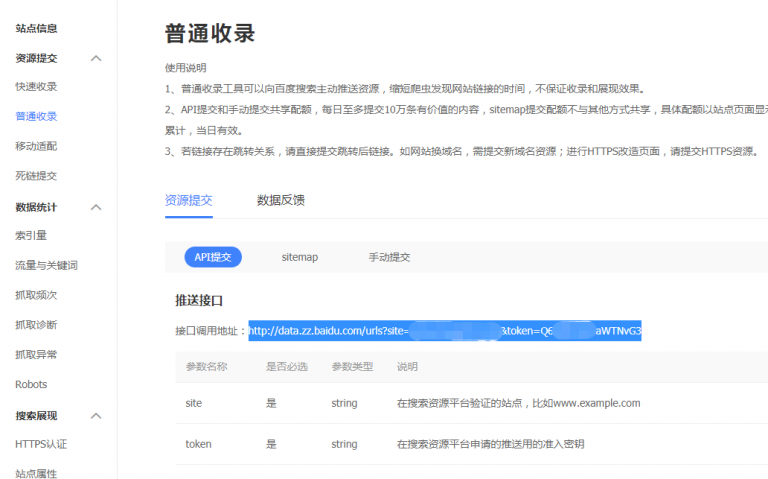 站点信息
资源提交
快速收录
普通收录
移动适配
死链提交
数据统计
索引量
流量与关键词
抓取频次
抓取诊断
抓取异常
Robots
搜索展现
HTTPS认证
站点属性
普通收录
使用说明
1、普通收录工具可以向百度搜索主动推送资源，缩短爬虫发现网站链接的时间，不保证收录和展现效果。
2、API提交和手动提交共享配额，每日至多提交10万条有价值的内容，sitemap提交配额不与其他方式共享，具体配额以站点页面显示
累计，当日有效。
3、若链接存在跳转关系，请直接提交跳转后链接。如网站换域名，需提交新域名资源；进行HTTPS改造页面，请提交HTTPS资源。
资源提交 数据反馈
API提交 sitemap 手动提交
推送接口
接口调用地址： http://data.zz.baidu.com/urls?site= &token=Q6 aWTNvG3
参数名称 是否必选 参数类型 说明
site 是 string 在搜索资源平台验证的站点，比如www.example.com
token 是 string 在搜索资源平台申请的推送用的准入密钥